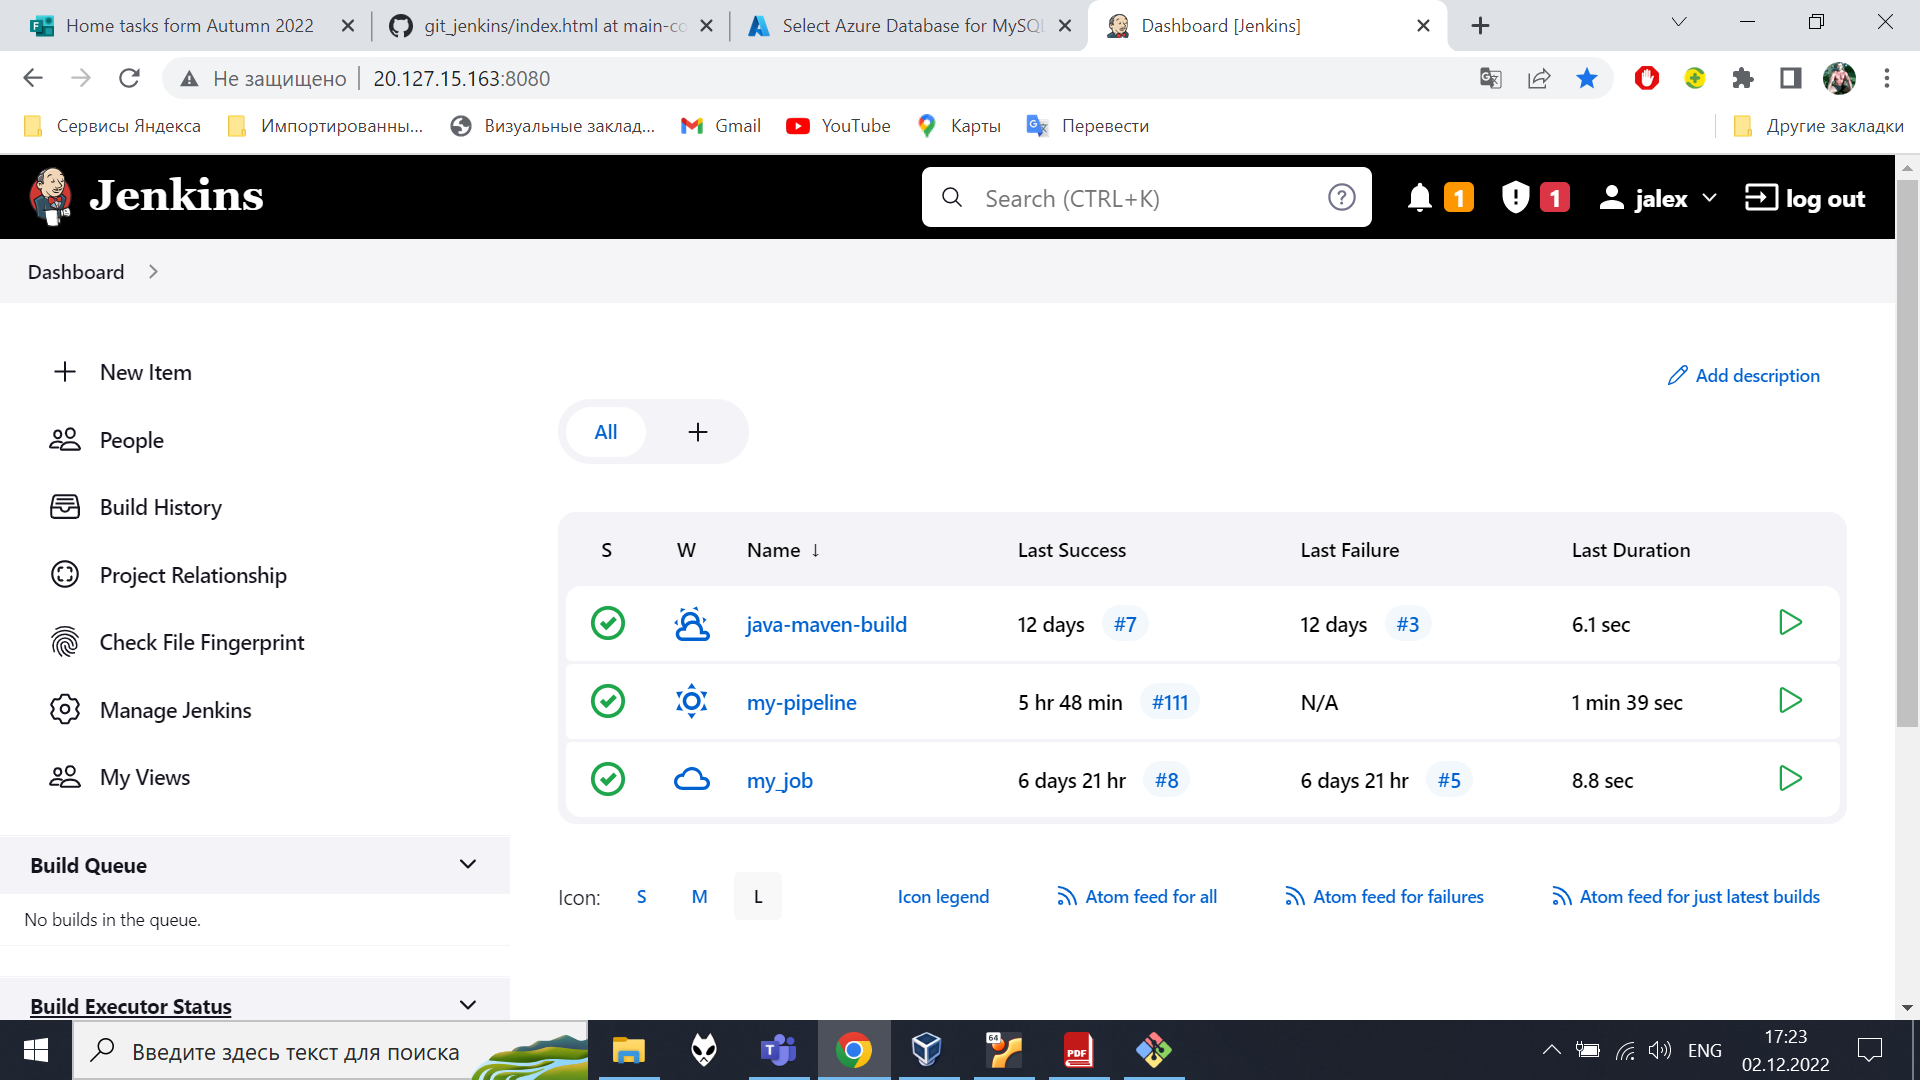 Home tasks form Autumn 2022
git_jenkins/index.html at main-co
Select Azure Database for MySQL
Dashboard [Jenkins]
Не защищено
20.127.15.163:8080
Сервисы Яндекса
Импортированны...
Визуальные заклад...
Gmail
YouTube
Карты
Перевести
Другие закладки
Jenkins
Search (CTRL+K)
1
1
jalex
log out
Dashboard
New Item
People
Build History
Project Relationship
Check File Fingerprint
Manage Jenkins
My Views
Build Queue
No builds in the queue.
Build Executor Status
Add description
All
S W Name ↓ Last Success Last Failure Last Duration
java-maven-build 12 days #7 12 days #3 6.1 sec
my-pipeline 5 hr 48 min #111 N/A 1 min 39 sec
my_job 6 days 21 hr #8 6 days 21 hr #5 8.8 sec
Icon: S M L
Icon legend
Atom feed for all
Atom feed for failures
Atom feed for just latest builds
Введите здесь текст для поиска
64
PDF
ENG
17:23
02.12.2022